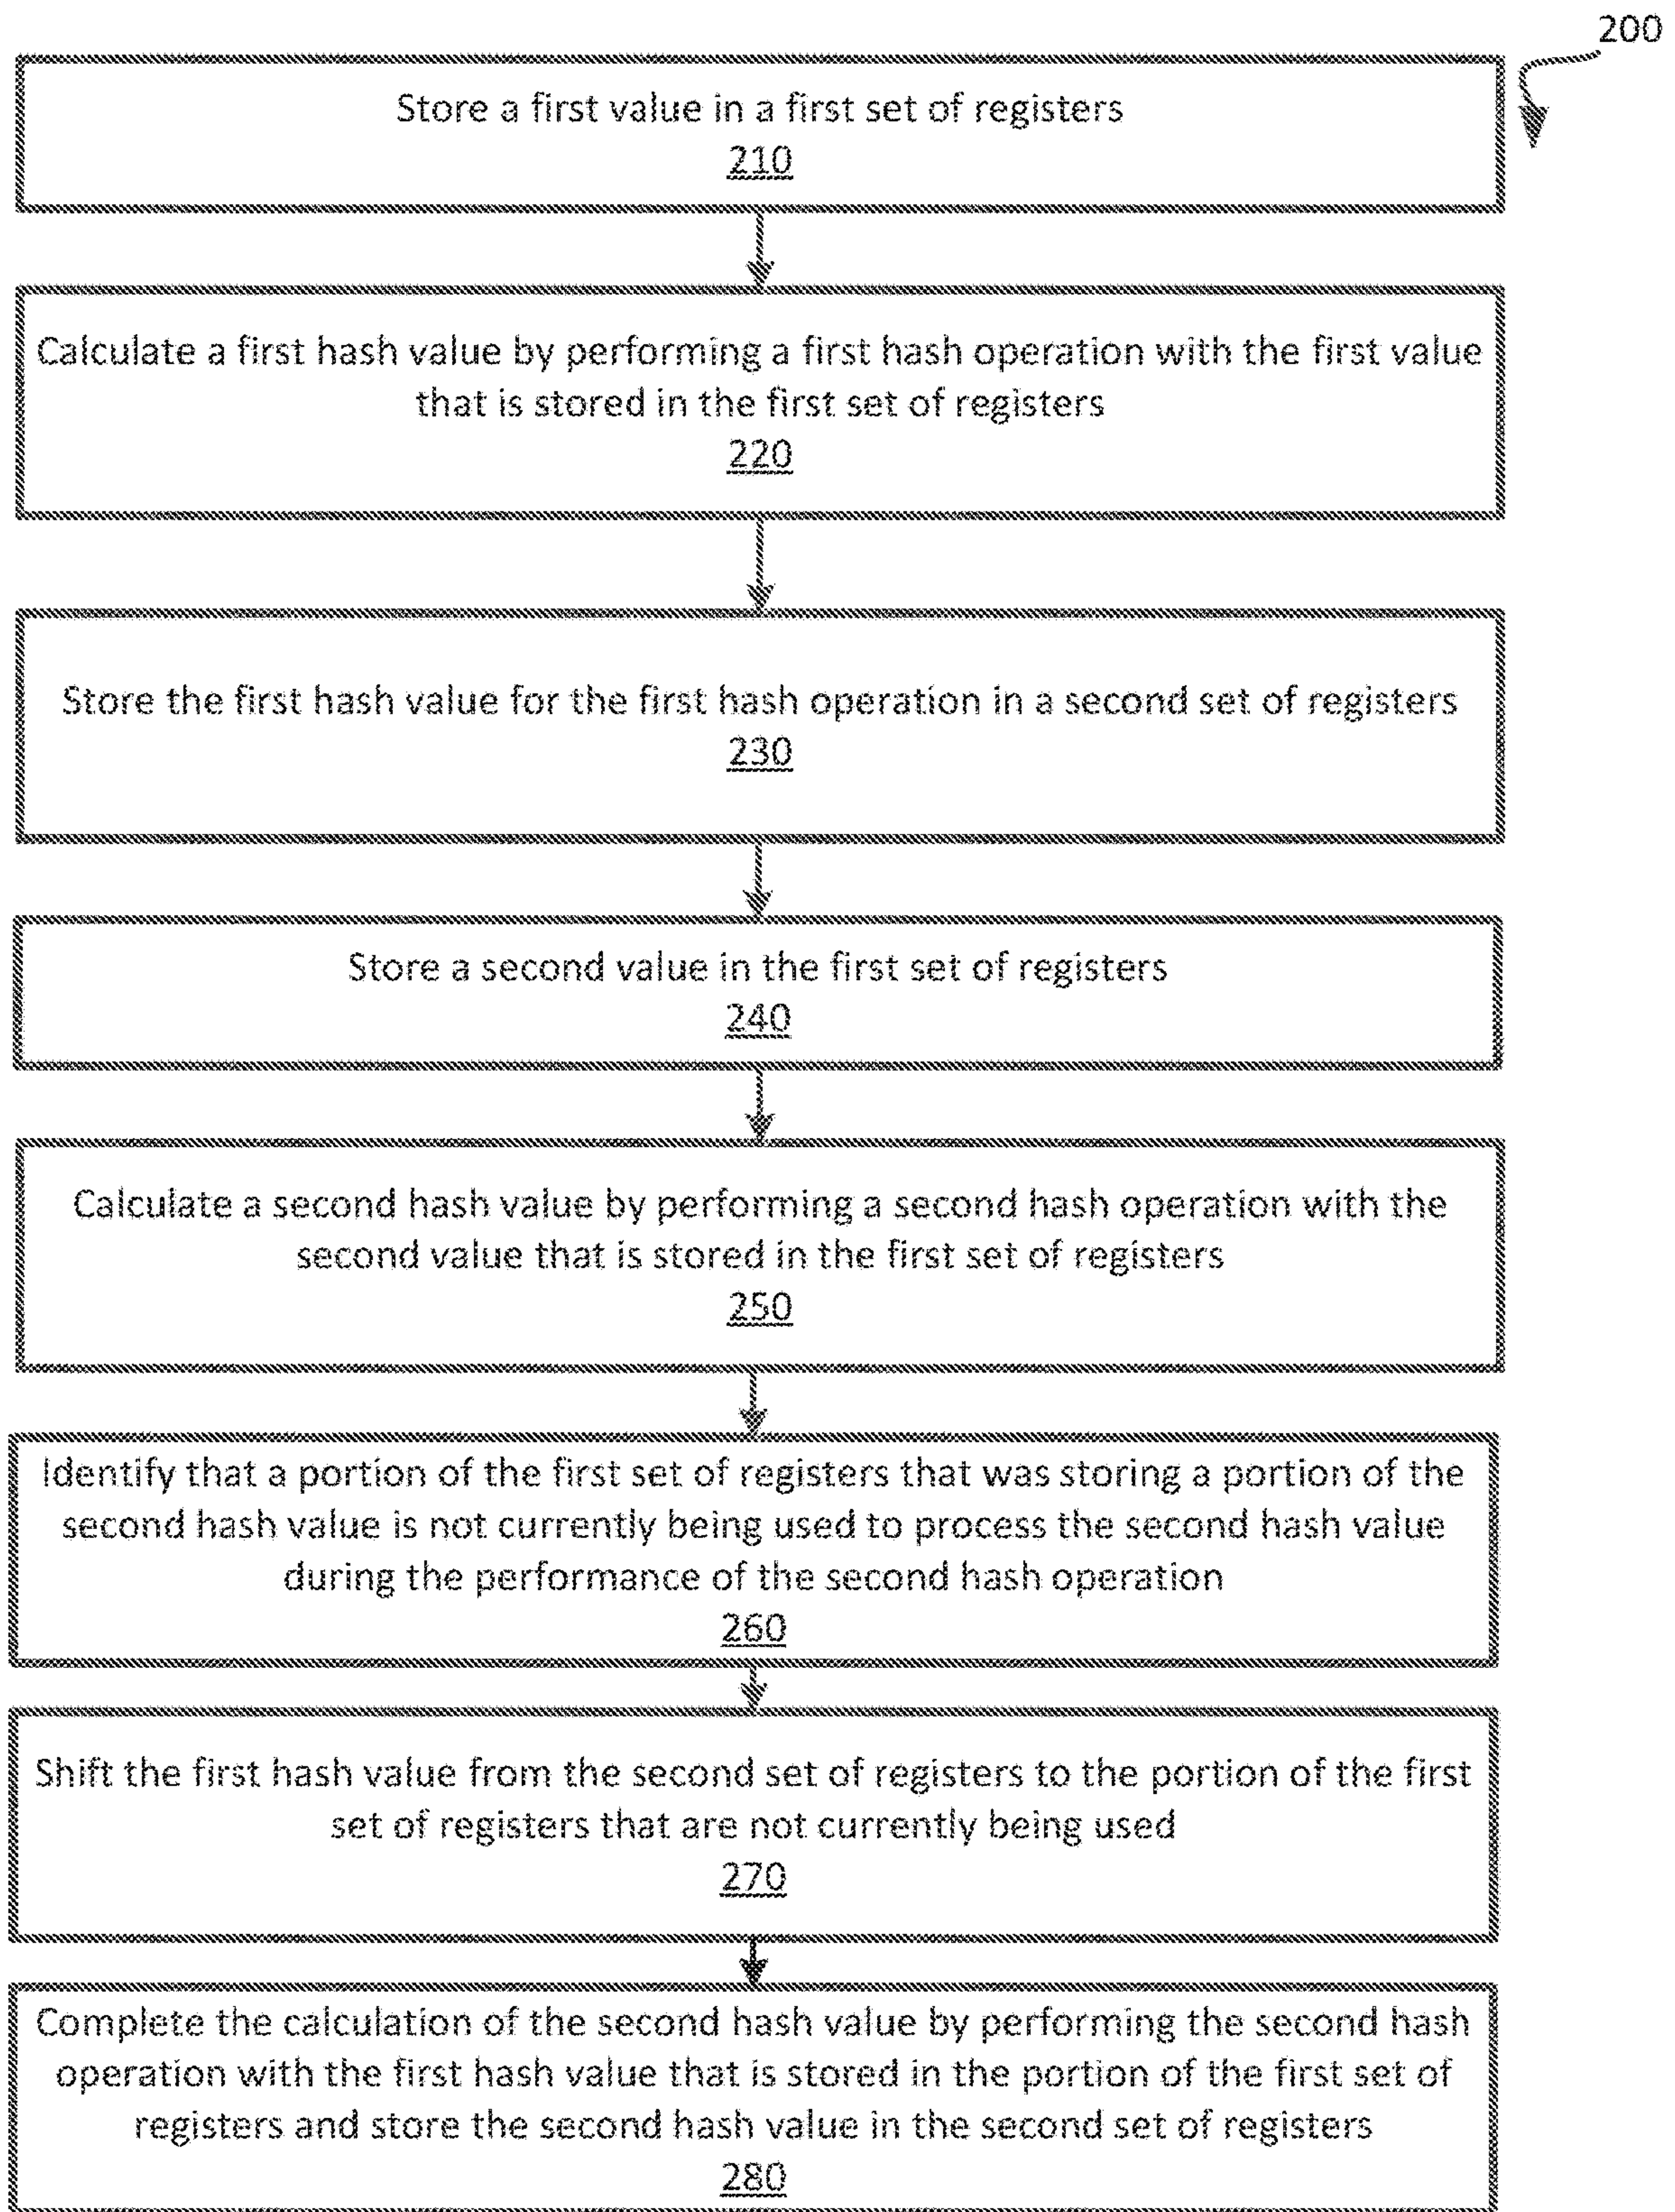 200
Store a first value in a first set of registers
210
Calculate a first hash value by performing a first hash operation with the first value
that is stored in the first set of registers
220
Store the first hash value for the first hash operation in a second set of registers
230
Store a second value in the first set of registers
240
Calculate a second hash value by performing a second hash operation with the
second value that is stored in the first set of registers
250
Identify that a portion of the first set of registers that was storing a portion of the
second hash value is not currently being used to process the second hash value
during the performance of the second hash operation
260
Shift the first hash value from the second set of registers to the portion of the first
set of registers that are not currently being used
270
Complete the calculation of the second hash value by performing the second hash
operation with the first hash value that is stored in the portion of the first set of
registers and store the second hash value in the second set of registers
280